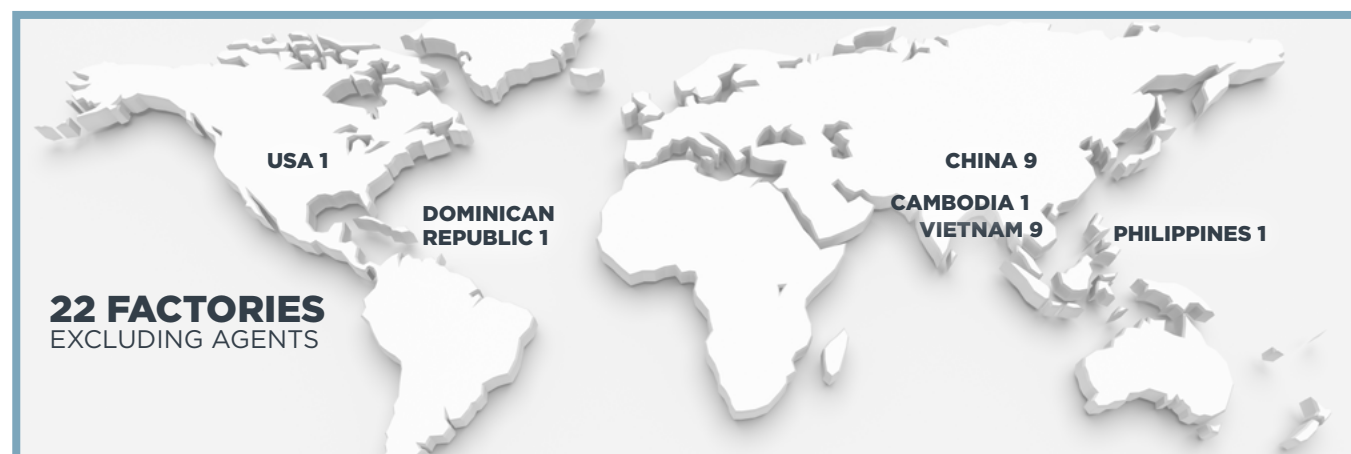 USA 1
CHINA 9
CAMBODIA 1
VIETNAM 9
DOMINICAN
REPUBLIC 1
PHILIPPINES 1
22 FACTORIES
EXCLUDING AGENTS